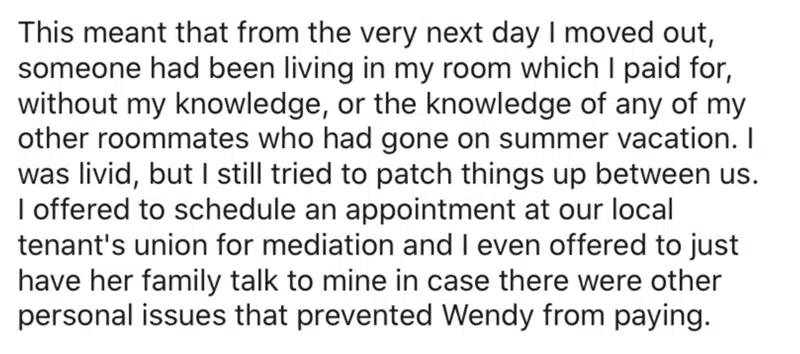 This meant that from the very next day I moved out,
someone had been living in my room which I paid for,
without my knowledge, or the knowledge of any of my
other roommates who had gone on summer vacation. I
was livid, but I still tried to patch things up between us.
I offered to schedule an appointment at our local
tenant's union for mediation and I even offered to just
have her family talk to mine in case there were other
personal issues that prevented Wendy from paying.